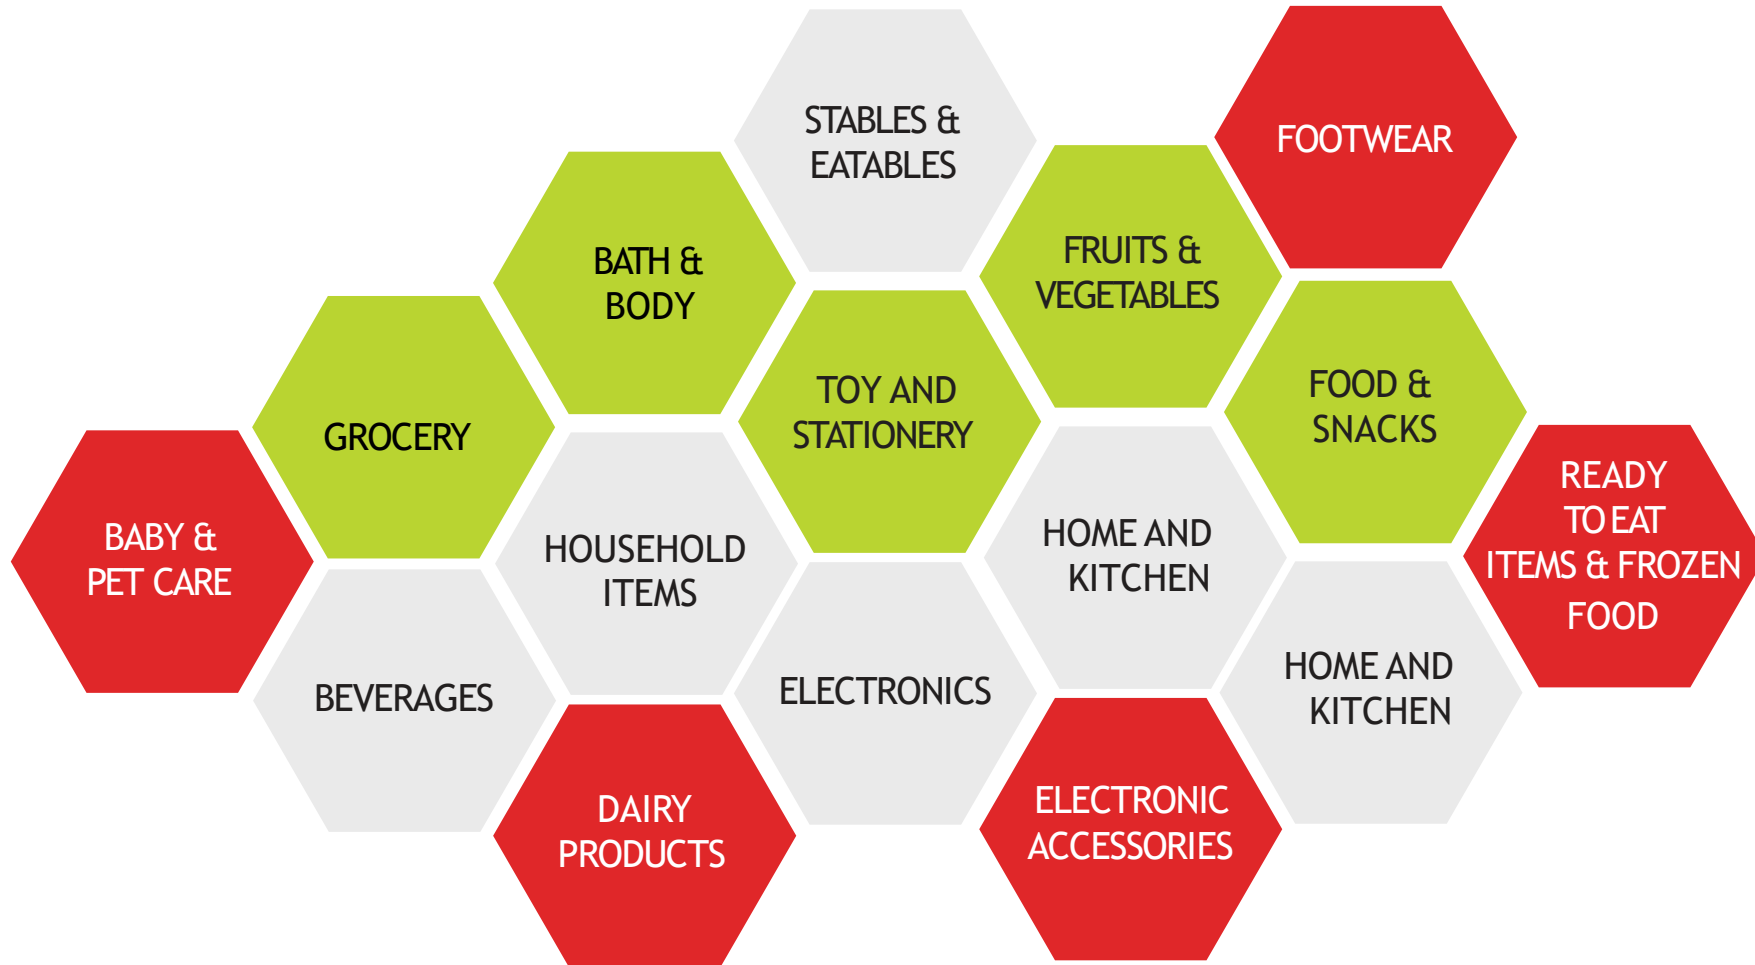 STABLES &
EATABLES
FOOTWEAR
BATH &
BODY
FRUITS &
VEGETABLES
GROCERY
TOY AND
STATIONERY
FOOD &
SNACKS
BABY &
PET CARE
HOUSEHOLD
ITEMS
HOME AND
KITCHEN
READY
TO EAT
ITEMS & FROZEN
FOOD
BEVERAGES
ELECTRONICS
HOME AND
KITCHEN
DAIRY
PRODUCTS
ELECTRONIC
ACCESSORIES